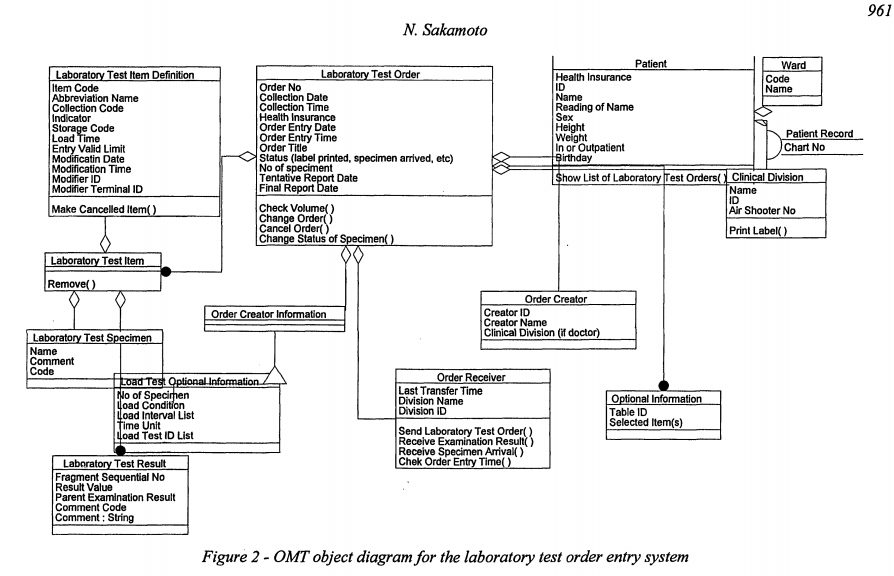 961
N. Sakamoto
Laboratory Test Item Definition
Item Code
Abbreviation Name
Collection Code
Indicator
Storage Code
Load Time
Entry Valid Limit
Modificatin Date
Modification Time
Modifier ID
Modifier Terminal ID
Make Cancelled Item( )
Laboratory Test Order
Order No
Collection Date
Collection Time
Health Insurance
Order Entry Date
Order Entry Time
Order Title
Status (label printed, specimen arrived, etc)
No of speciment
Tentative Report Date
Final Report Date
Check Volume( )
Change Order( )
Cancel Order( )
Change Status of Specimen( )
Patient
Health Insurance
ID
Name
Reading of Name
Sex
Height
Weight
In or Outpatient
Birthday
Show List of Laboratory Test Orders( )
Ward
Code
Name
Patient Record
Chart No
Clinical Division
Name
ID
Air Shooter No
Print Label( )
Laboratory Test Item
Remove( )
Order Creator Information
Order Creator
Creator ID
Creator Name
Clinical Division (if doctor)
Laboratory Test Specimen
Name
Comment
Code
Load Test Optional Information
No of Specimen
Load Condition
Load Interval List
Time Unit
Load Test ID List
Order Receiver
Last Transfer Time
Division Name
Division ID
Send Laboratory Test Order( )
Receive Examination Result( )
Receive Specimen Arrival( )
Chek Order Entry Time( )
Optional Information
Table ID
Selected Item(s)
Laboratory Test Result
Fragment Sequential No
Result Value
Parent Examination Result
Comment Code
Comment : String
Figure 2 - OMT object diagram for the laboratory test order entry system